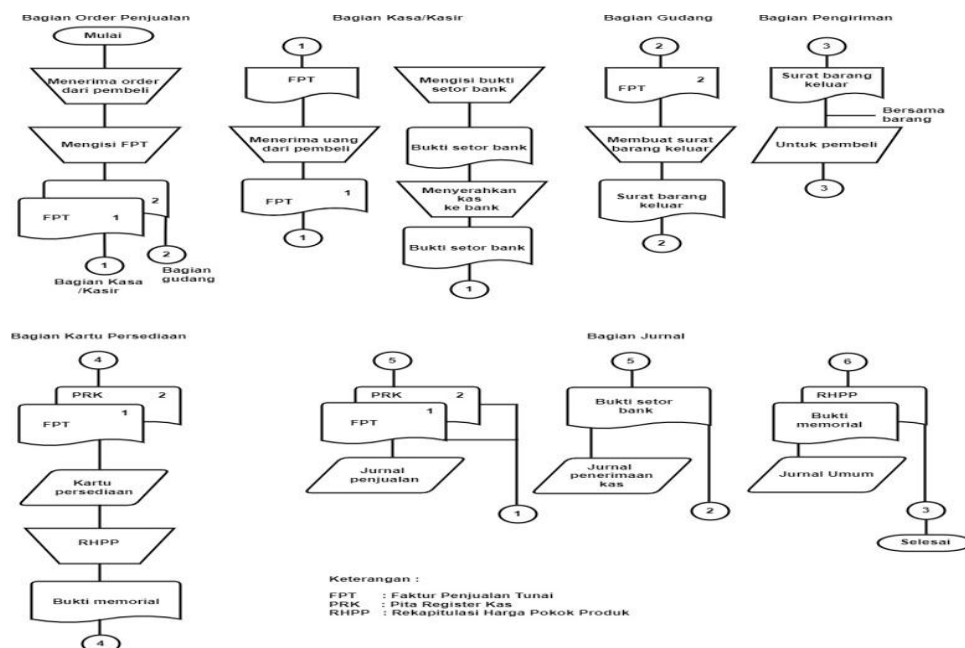 Bagian Order Penjualan
Mulai
Menerima order
dari pembeli
Mengisi FPT
2
FPT 1
1
2
Bagian Kasa
/Kasir
Bagian
gudang
Bagian Kasa/Kasir
1
FPT
Menerima uang
dari pembeli
1
FPT
1
Mengisi bukti
setor bank
Bukti setor bank
Menyerahkan
kas
ke bank
Bukti setor bank
1
Bagian Gudang
2
2
FPT
Membuat surat
barang keluar
Surat barang
keluar
2
Bagian Pengiriman
3
Surat barang
keluar
Bersama
barang
Untuk pembeli
3
Bagian Kartu Persediaan
4
PRK 2
1
FPT
Kartu
persediaan
RHPP
Bukti memorial
4
Bagian Jurnal
5
PRK 2
1
FPT
Jurnal
penjualan
1
5
Bukti setor
bank
Jurnal
penerimaan
kas
2
6
RHPP
Bukti
memorial
Jurnal Umum
3
Selesai
Keterangan :
FPT : Faktur Penjualan Tunai
PRK : Pita Register Kas
RHPP : Rekapitulasi Harga Pokok Produk